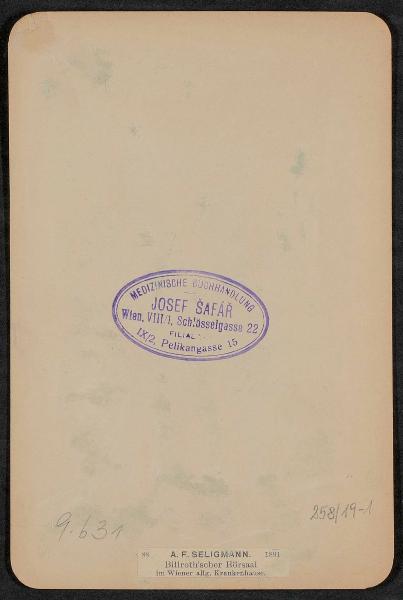 MEDIZINISCHE BUCHHANDLUNG
JOSEF ŠAFÁŘ
Wien, VIII/1, Schlösselgasse 22
FILIALE:
IX/2, Pelikangasse 15
258/19-1
9.631
88 A. F. SELIGMANN. 1891
Billroth'scher Hörsaal
im Wiener allg. Krankenhause.